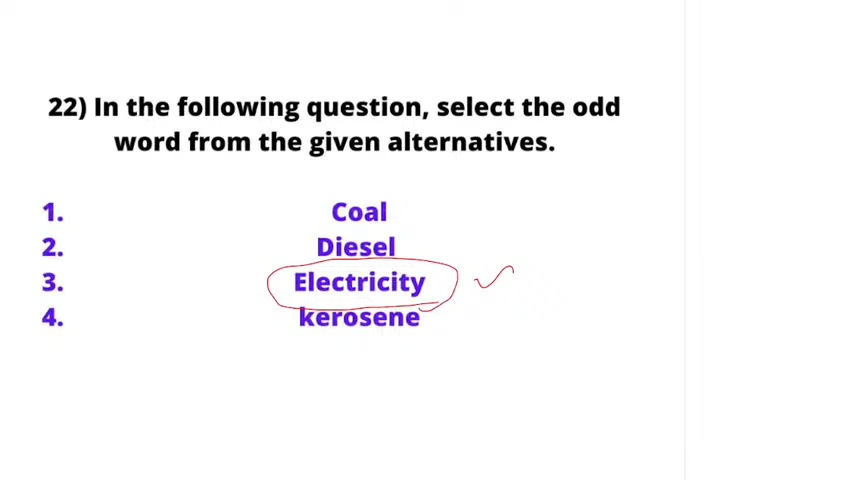 22) In the following question, select the odd
word from the given alternatives.
1. Coal
2. Diesel
3. Electricity
4. kerosene